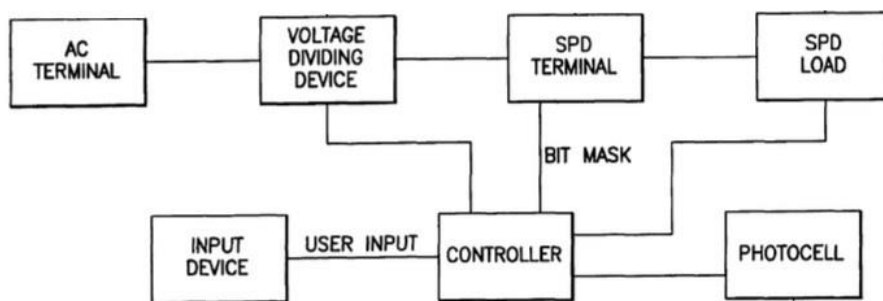 AC
TERMINAL
VOLTAGE
DIVIDING
DEVICE
SPD
TERMINAL
SPD
LOAD
BIT MASK
INPUT
DEVICE
USER INPUT
CONTROLLER
PHOTOCELL